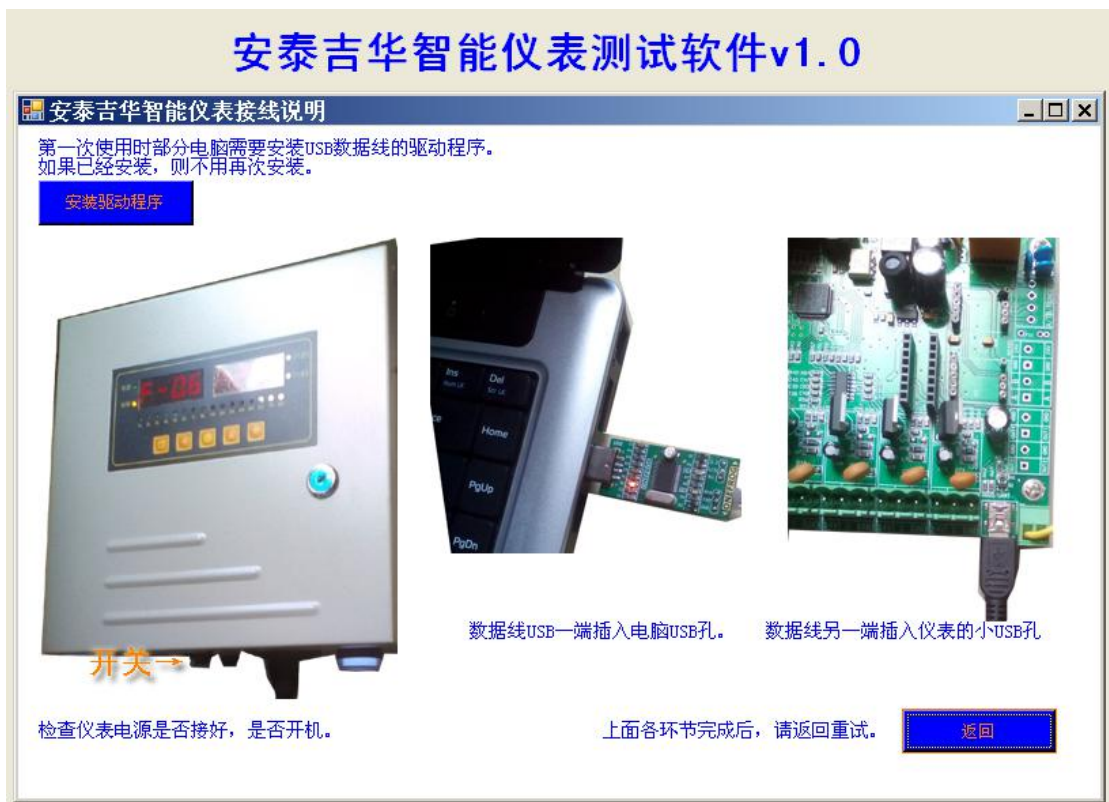 安泰吉华智能仪表测试软件v1.0
安泰吉华智能仪表接线说明
第一次使用时部分电脑需要安装USB数据线的驱动程序。
如果已经安装，则不用再次安装。
安装驱动程序
F-06
Ins
Del
Home
PgUp
PgDn
数据线USB一端插入电脑USB孔。
数据线另一端插入仪表的小USB孔
开关→
检查仪表电源是否接好，是否开机。
上面各环节完成后，请返回重试。
返回